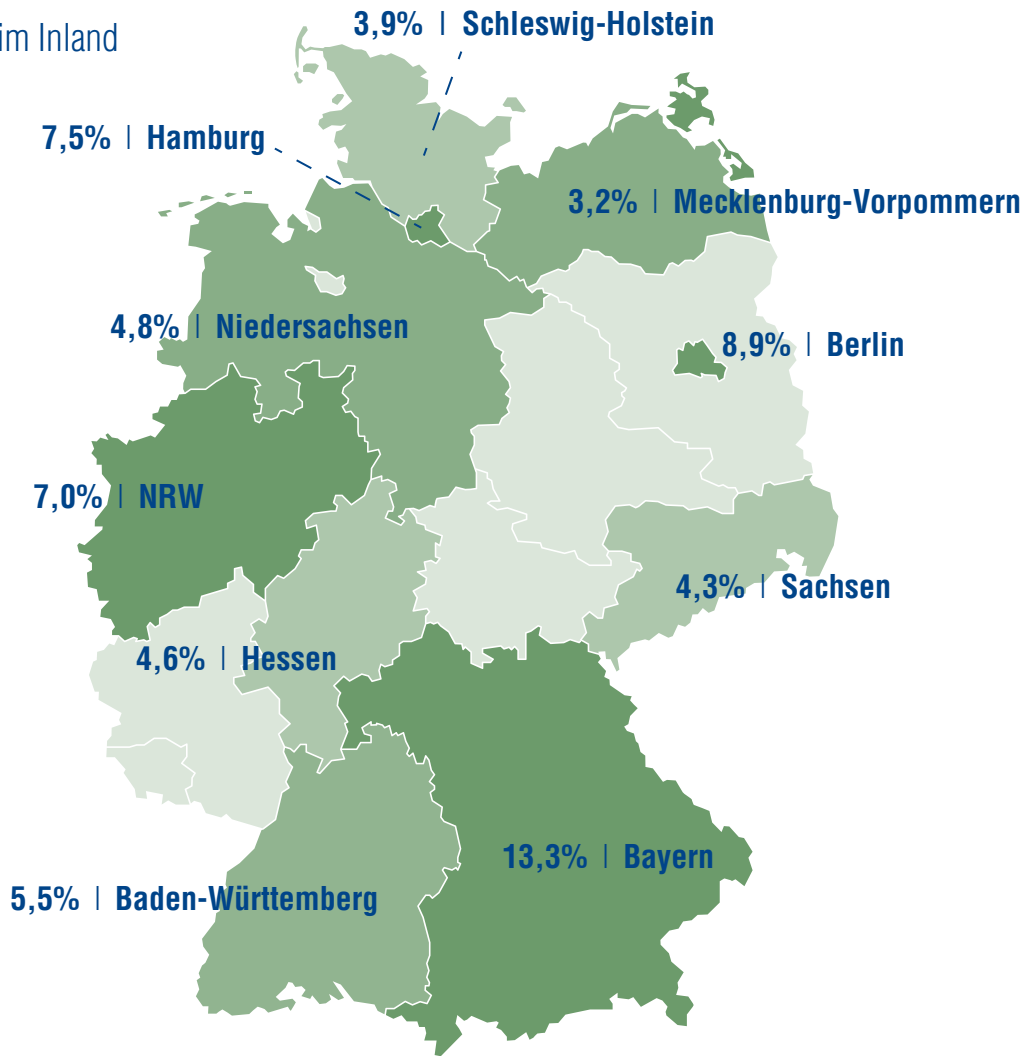 im Inland
3,9% | Schleswig-Holstein
7,5% | Hamburg
3,2% | Mecklenburg-Vorpommern
4,8% | Niedersachsen
8,9% | Berlin
7,0% | NRW
4,3% | Sachsen
4,6% | Hessen
13,3% | Bayern
5,5% | Baden-Württemberg